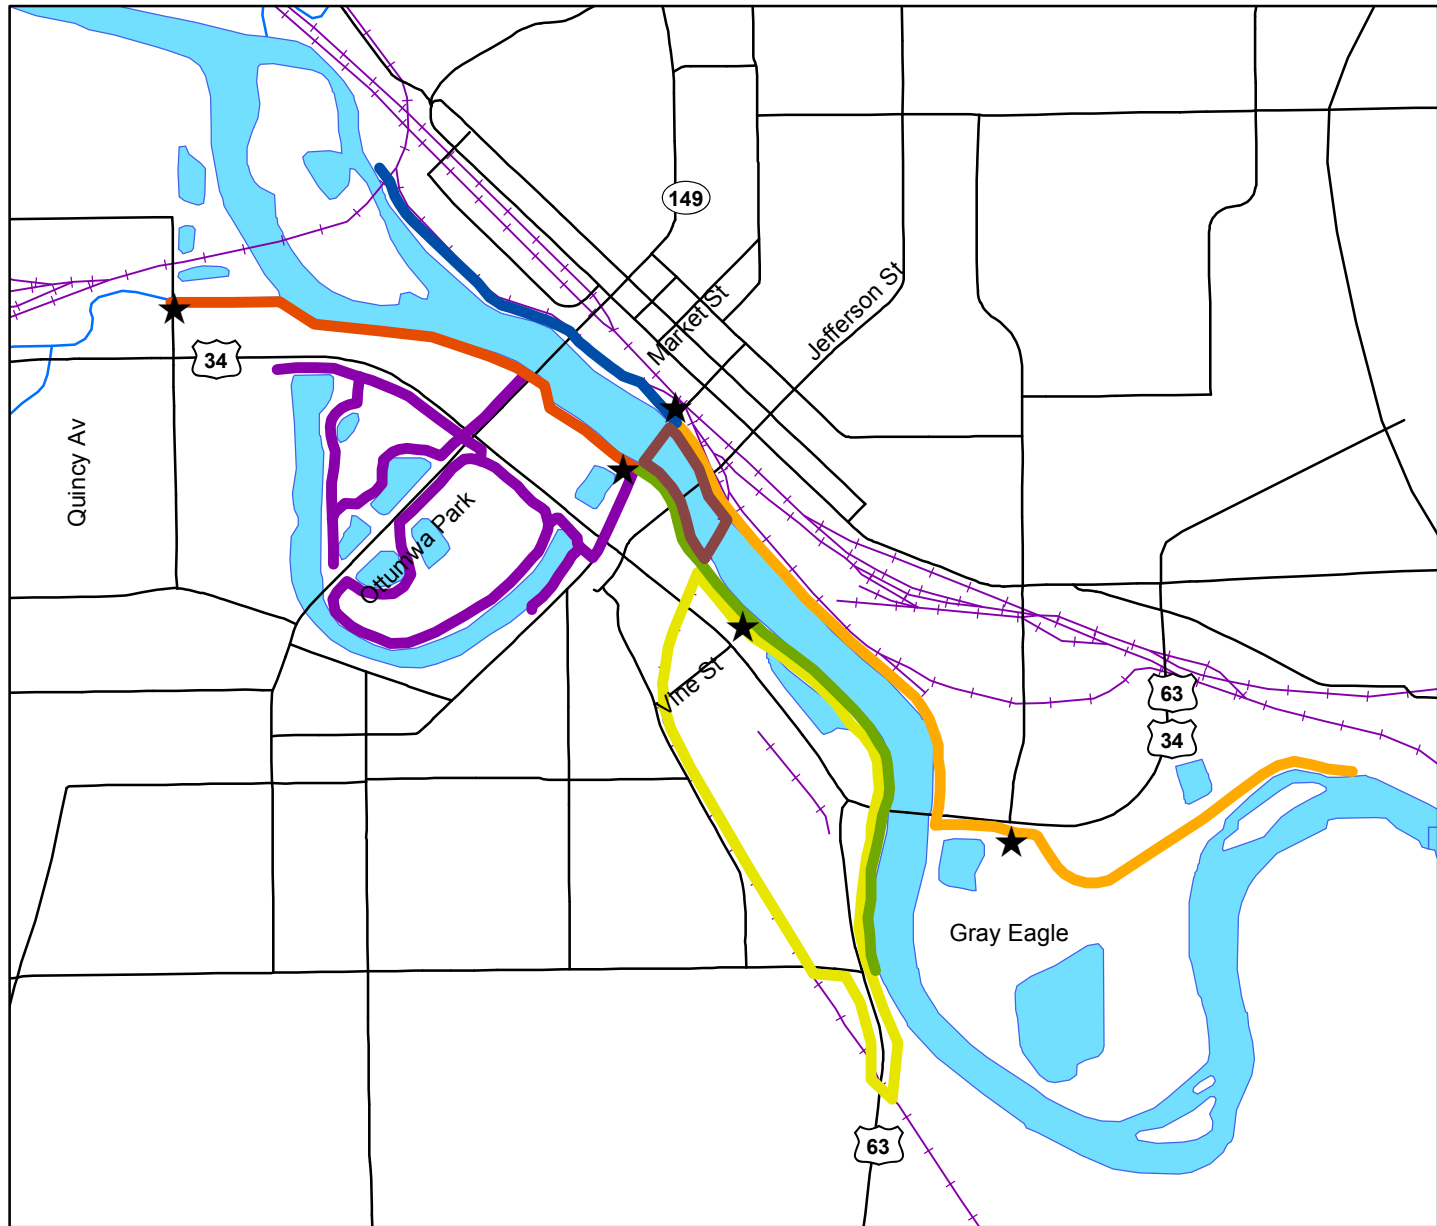 149
Market St
Jefferson St
34
Quincy Av
Ottumwa Park
Vine St
63
34
Gray Eagle
63